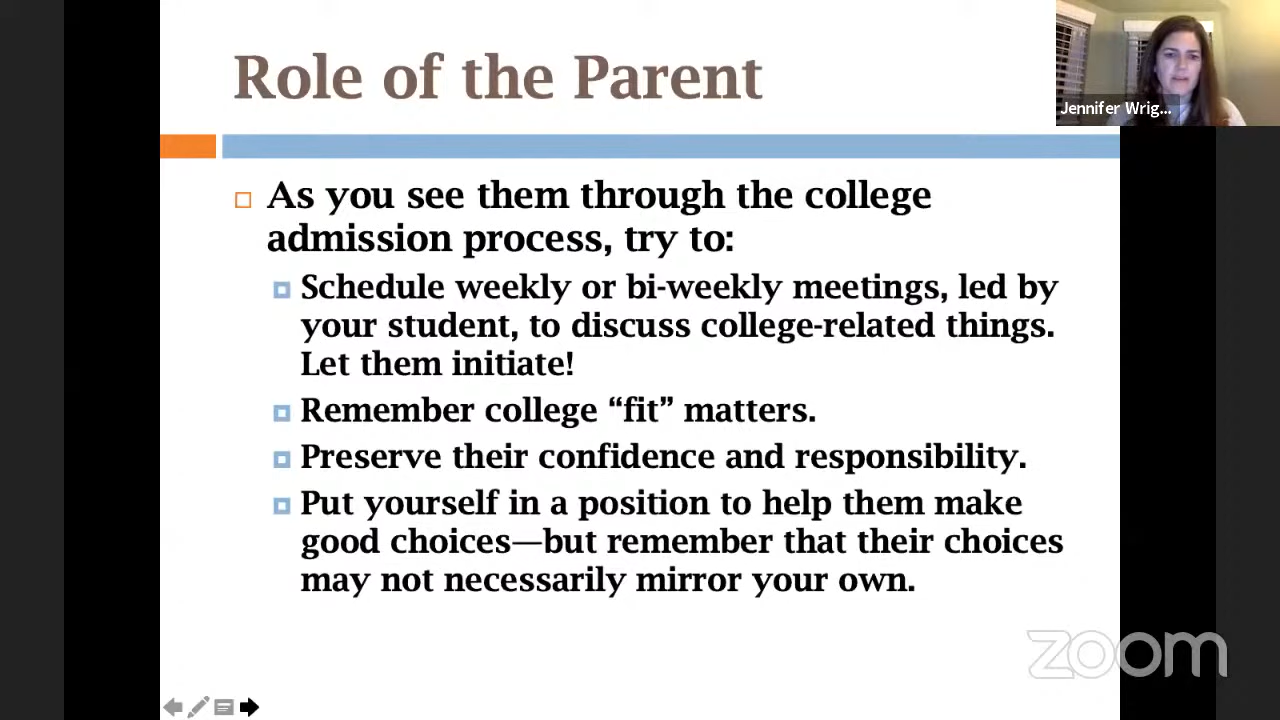 Role of the Parent
Jennifer Wrig...
As you see them through the college
admission process, try to:
Schedule weekly or bi-weekly meetings, led by
your student, to discuss college-related things.
Let them initiate!
Remember college “fit” matters.
Preserve their confidence and responsibility.
Put yourself in a position to help them make
good choices—but remember that their choices
may not necessarily mirror your own.
zoom